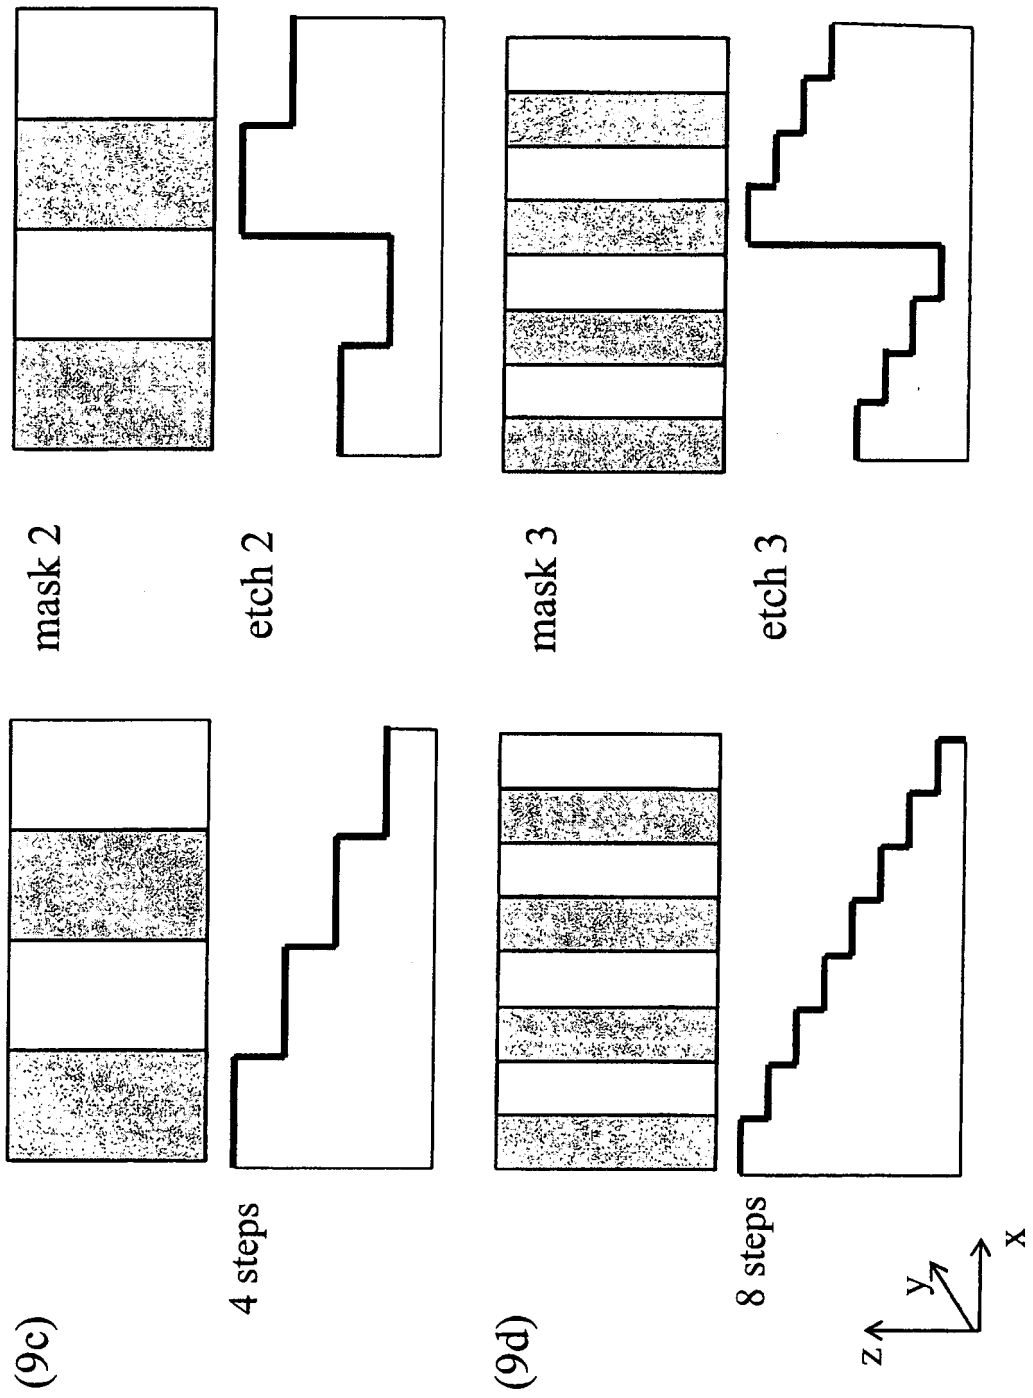 (9c)
4 steps
mask 2
etch 2
(9d)
8 steps
mask 3
etch 3
z
y
x